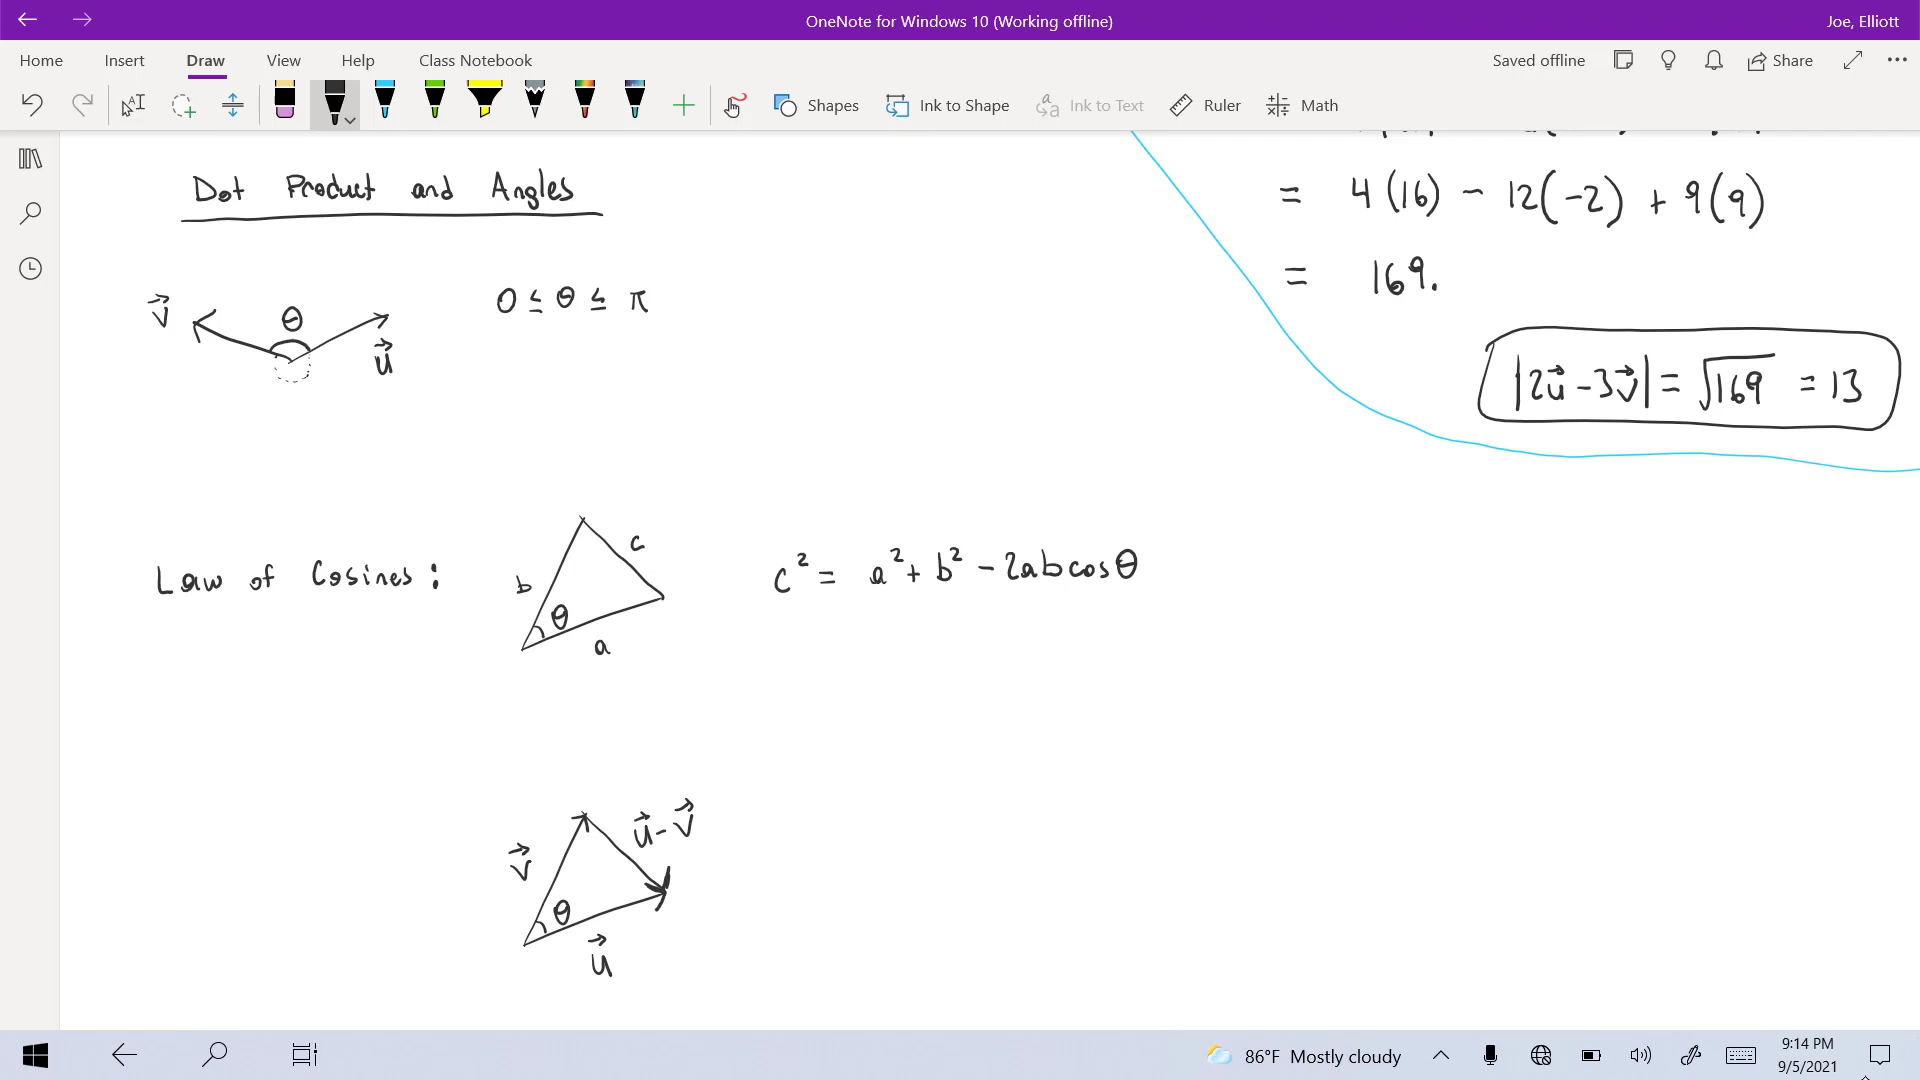 OneNote for Windows 10 (Working offline)
Joe, Elliott
Home Insert Draw View Help Class Notebook
Saved offline Share
Shapes Ink to Shape Ink to Text Ruler Math
Dot Product and Angles
= 4(16) - 12(-2) + 9(9)
= 169.
|2u⃗ - 3v⃗| = √169 = 13
v⃗ θ u⃗
0 ≤ θ ≤ π
Law of Cosines:
b c θ a
c² = a² + b² - 2ab cos θ
v⃗ u⃗ - v⃗ θ u⃗
86°F Mostly cloudy
9:14 PM
9/5/2021